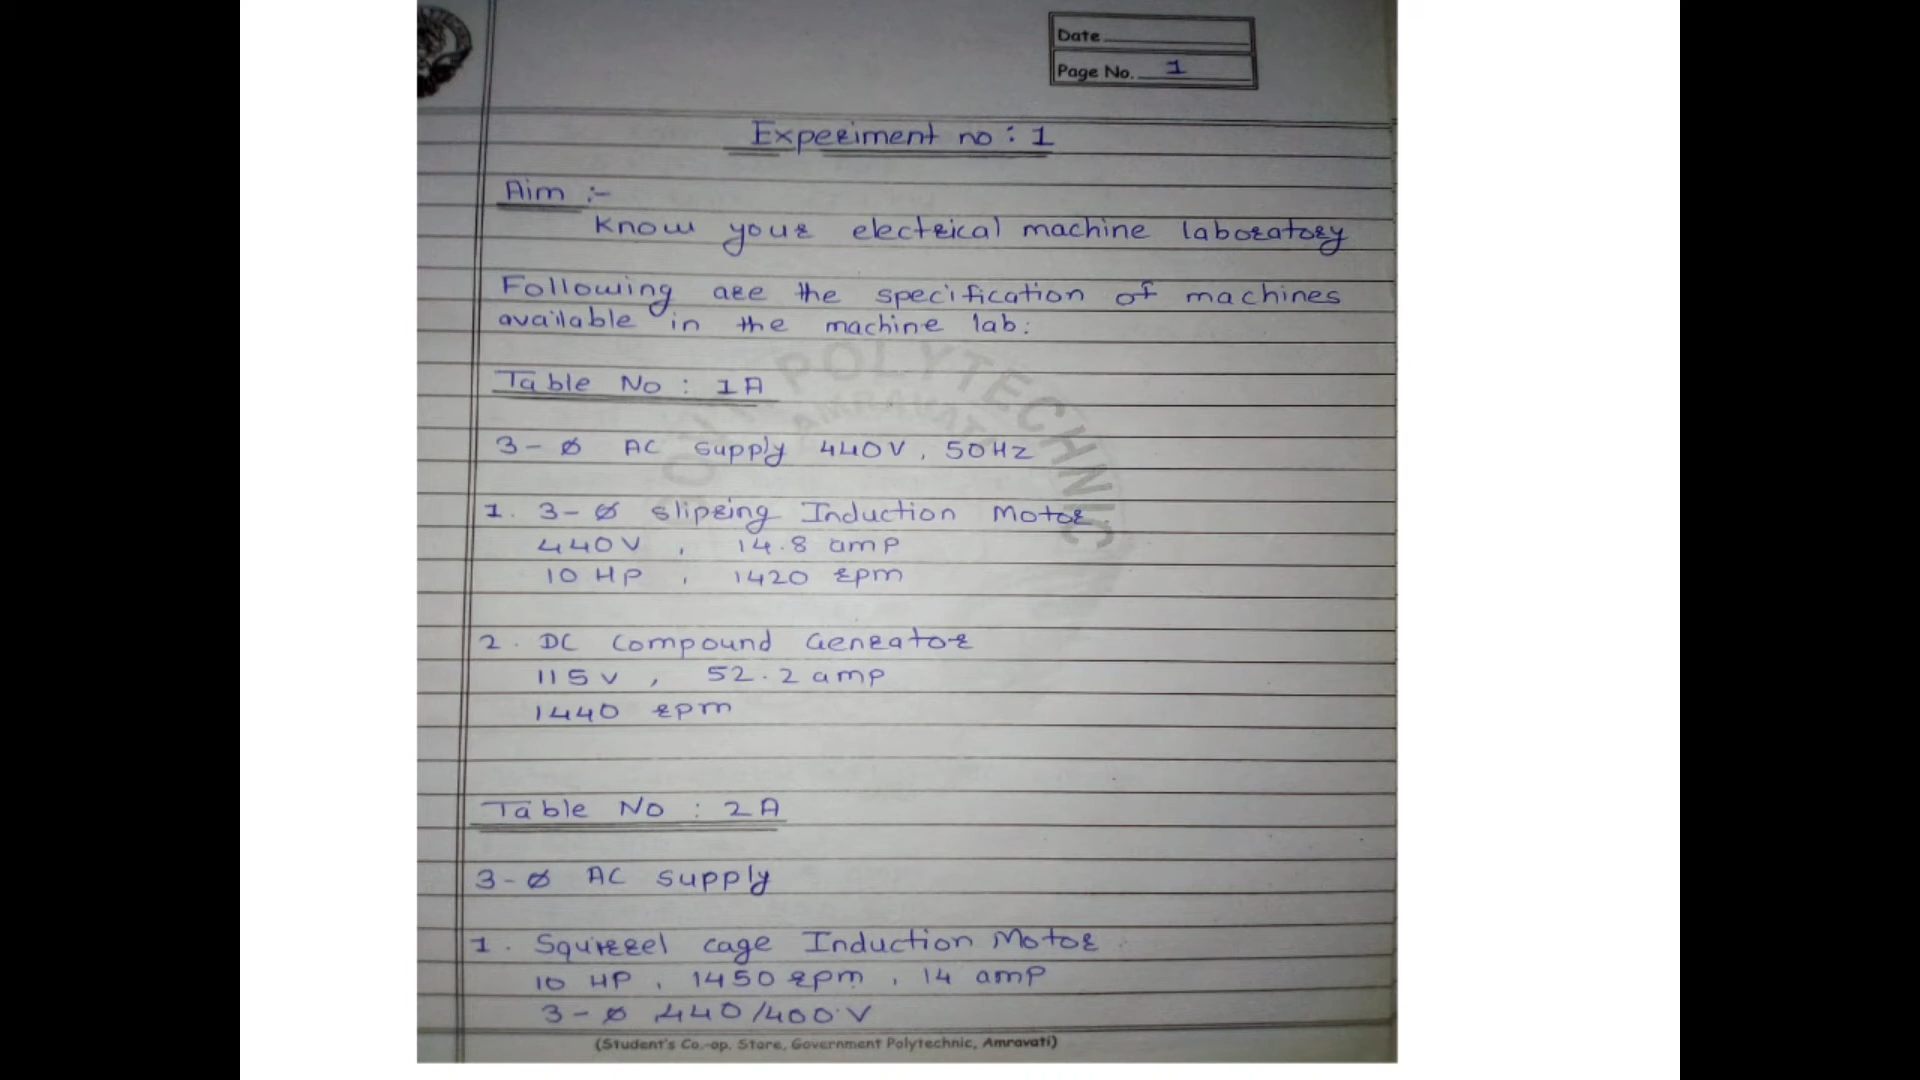 Date
Page No. 1
Experiment no : 1
Aim :-
Know your electrical machine laboratory
Following are the specification of machines
available in the machine lab.
Table No : 1A
3-ø AC supply 440V, 50Hz
1. 3-ø slipring Induction Motor.
440V , 14.8 amp
10 HP , 1420 rpm
2. DC compound Genrator
115v , 52.2 amp
1440 rpm
Table No : 2A
3-ø AC supply
1. Squirrel cage Induction Motor
10 HP , 1450 rpm , 14 amp
3-ø 440/400 V
(Student's Co.-op. Store, Government Polytechnic, Amravati)
POLYTECHNIC
AMRAVATI